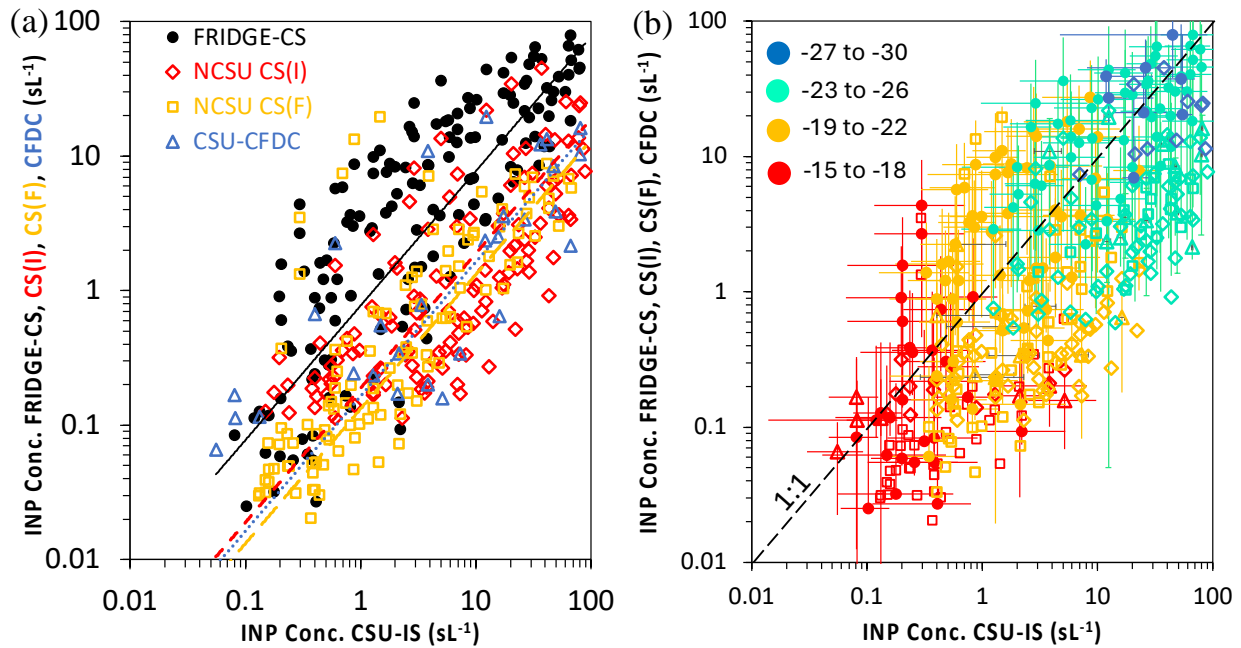 (a)
INP Conc. FRIDGE-CS, CS(I), CS(F), CFDC (sL⁻¹)
100
10
1
0.1
0.01
FRIDGE-CS
NCSU CS(I)
NCSU CS(F)
CSU-CFDC
0.01 0.1 1 10 100
INP Conc. CSU-IS (sL⁻¹)
(b)
INP Conc. FRIDGE-CS, CS(I), CS(F), CFDC (sL⁻¹)
100
10
1
0.1
0.01
-27 to -30
-23 to -26
-19 to -22
-15 to -18
1:1
0.01 0.1 1 10 100
INP Conc. CSU-IS (sL⁻¹)